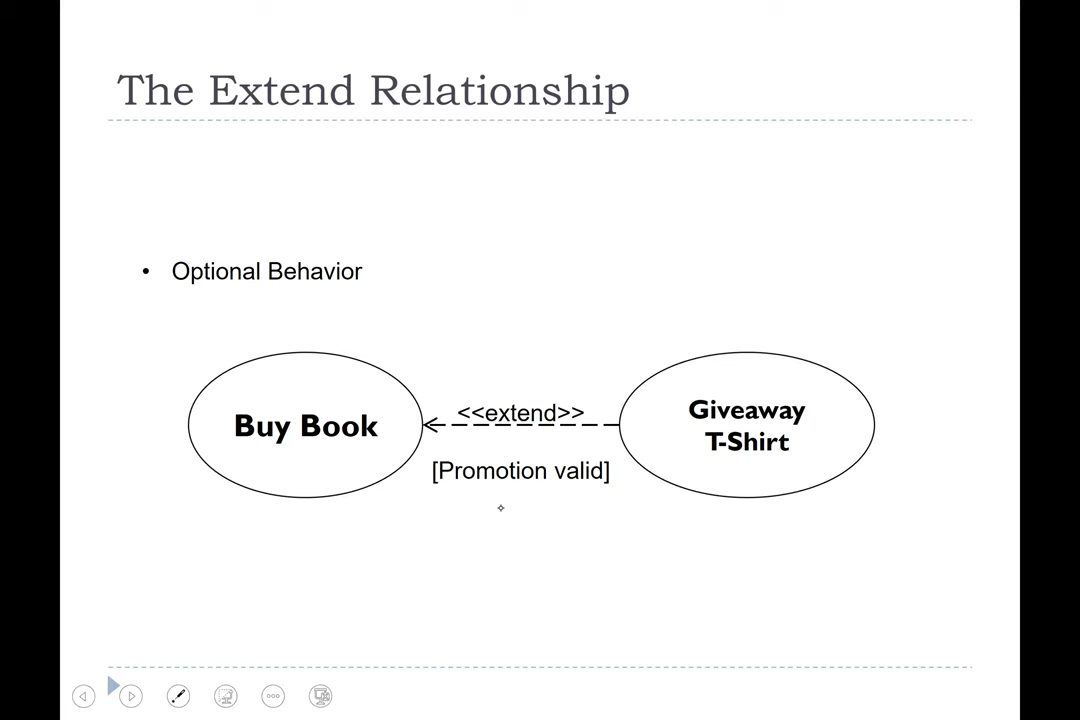 The Extend Relationship
• Optional Behavior
Buy Book
<<extend>>
[Promotion valid]
Giveaway
T-Shirt